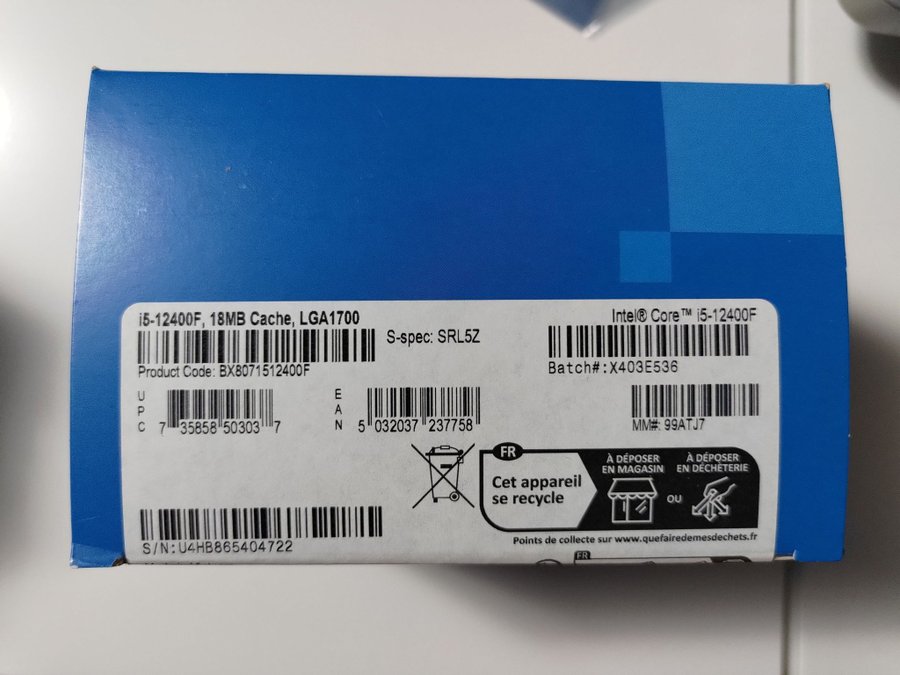 i5-12400F, 18MB Cache, LGA1700
S-spec: SRL5Z
Product Code: BX8071512400F
Intel® Core™ i5-12400F
Batch#:X403E536
UPC
7 35858 50303 7
EAN
5 032037 237758
MM#: 99ATJ7
FR
Cet appareil
se recycle
À DÉPOSER
EN MAGASIN
OU
À DÉPOSER
EN DÉCHÈTERIE
Points de collecte sur www.quefairedemesdechets.fr
S/N:U4HB865404722
FR